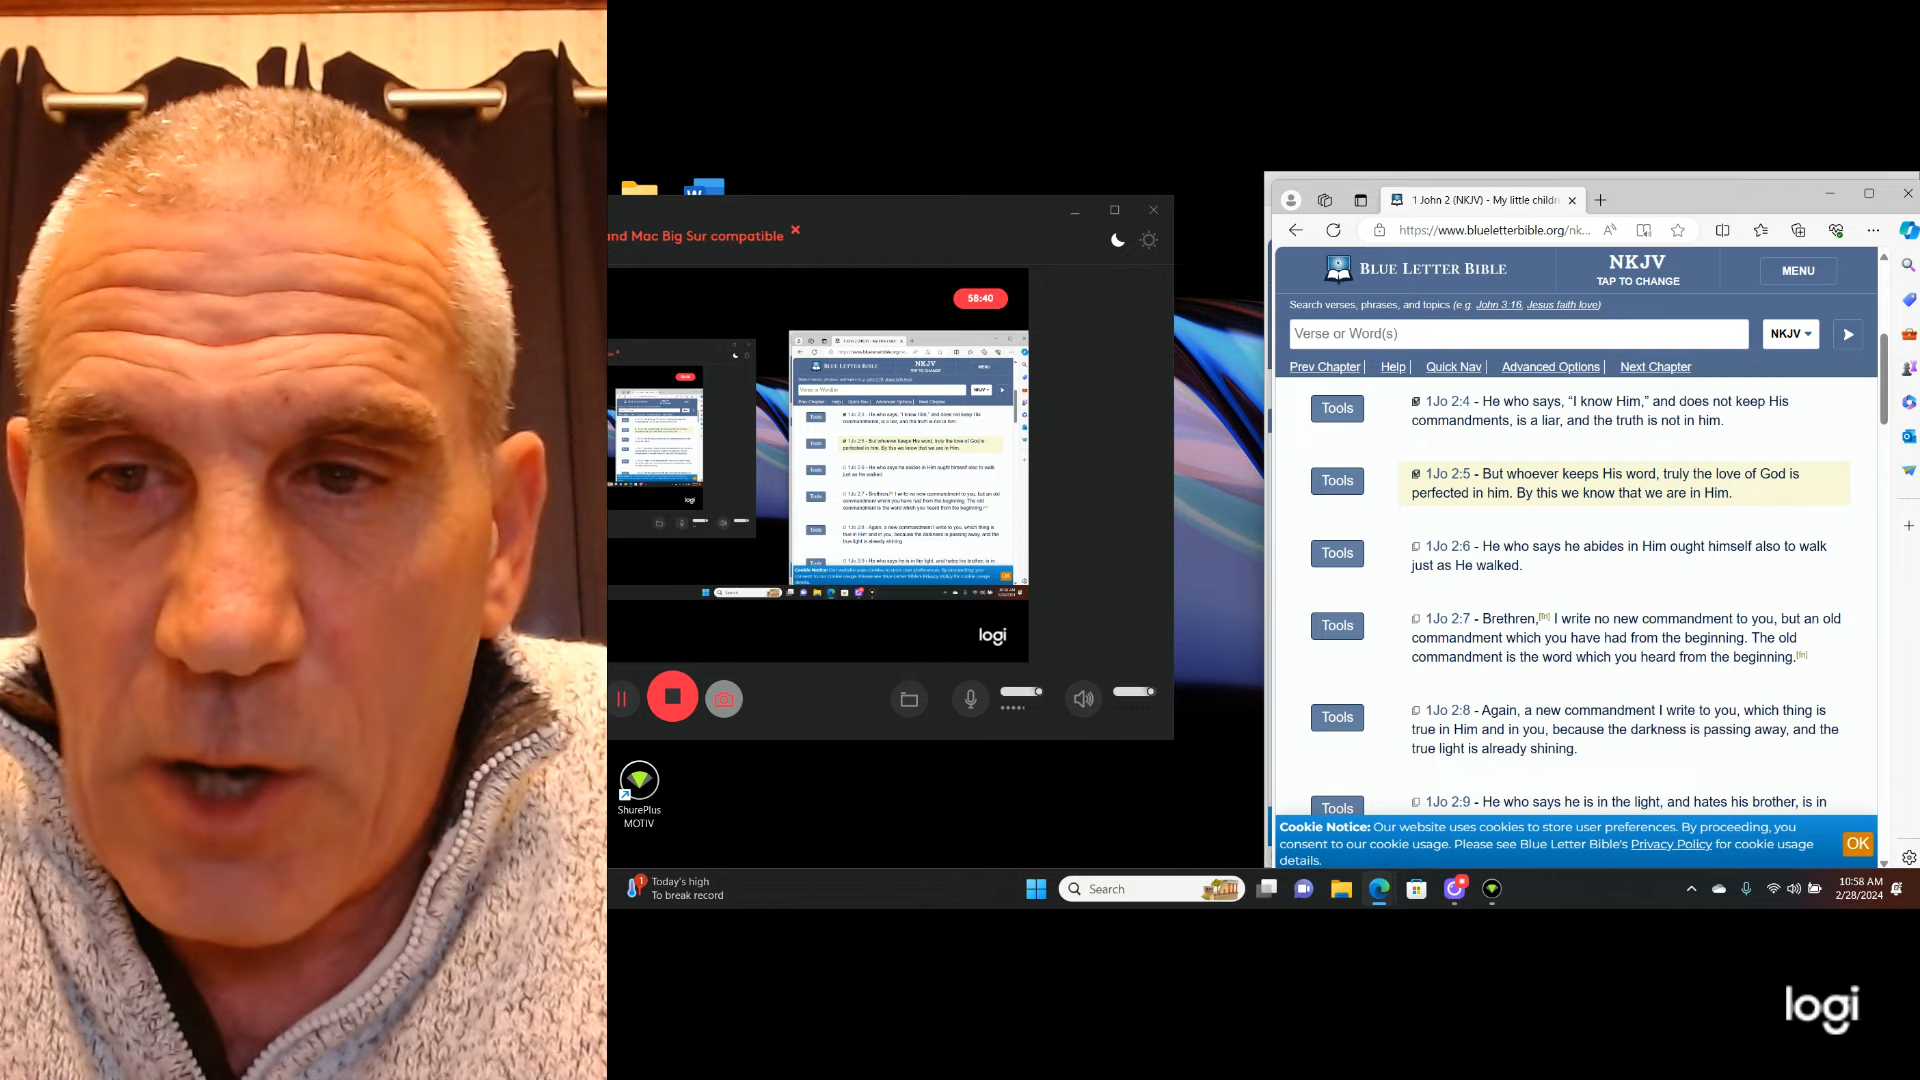 and Mac Big Sur compatible
58:40
logi
ShurePlus
MOTIV
1 John 2 (NKJV) - My little childr
https://www.blueletterbible.org/nk...
BLUE LETTER BIBLE
NKJV
TAP TO CHANGE
MENU
Search verses, phrases, and topics (e.g. John 3:16, Jesus faith love)
Verse or Word(s)
NKJV
Prev Chapter
Help
Quick Nav
Advanced Options
Next Chapter
Tools
1Jo 2:4 - He who says, “I know Him,” and does not keep His
commandments, is a liar, and the truth is not in him.
Tools
1Jo 2:5 - But whoever keeps His word, truly the love of God is
perfected in him. By this we know that we are in Him.
Tools
1Jo 2:6 - He who says he abides in Him ought himself also to walk
just as He walked.
Tools
1Jo 2:7 - Brethren,[fn] I write no new commandment to you, but an old
commandment which you have had from the beginning. The old
commandment is the word which you heard from the beginning.[fn]
Tools
1Jo 2:8 - Again, a new commandment I write to you, which thing is
true in Him and in you, because the darkness is passing away, and the
true light is already shining.
Tools
1Jo 2:9 - He who says he is in the light, and hates his brother, is in
Cookie Notice: Our website uses cookies to store user preferences. By proceeding, you
consent to our cookie usage. Please see Blue Letter Bible's Privacy Policy for cookie usage
details.
OK
Today's high
To break record
Search
10:58 AM
2/28/2024
logi